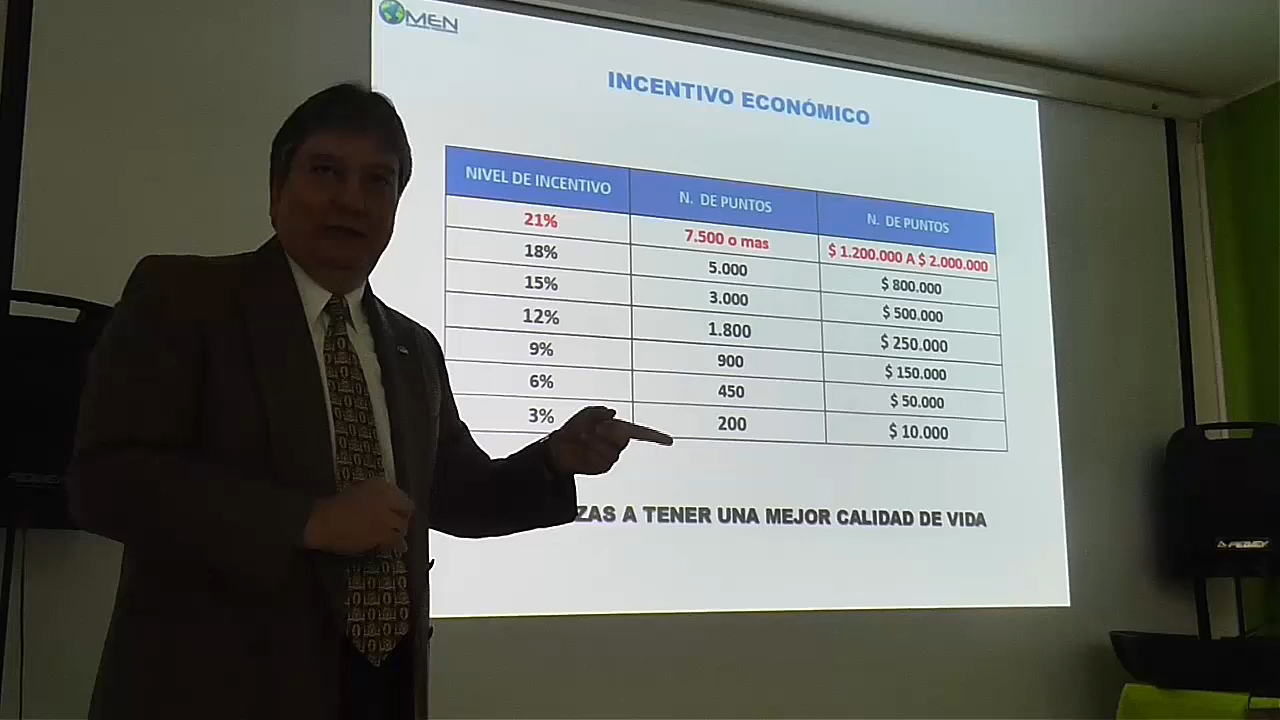 OMEN
INCENTIVO ECONÓMICO
NIVEL DE INCENTIVO N. DE PUNTOS N. DE PUNTOS
21% 7.500 o mas $ 1.200.000 A $ 2.000.000
18% 5.000 $ 800.000
15% 3.000 $ 500.000
12% 1.800 $ 250.000
9% 900 $ 150.000
6% 450 $ 50.000
3% 200 $ 10.000
ZAS A TENER UNA MEJOR CALIDAD DE VIDA